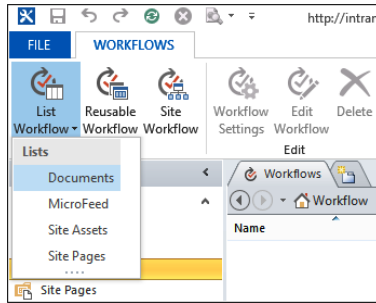 http://intran
FILE WORKFLOWS
List Workflow
Reusable Workflow
Site Workflow
Workflow Settings
Edit Workflow
Delete
Edit
Lists
Documents
MicroFeed
Site Assets
Site Pages
Site Pages
Workflows
Workflow
Name